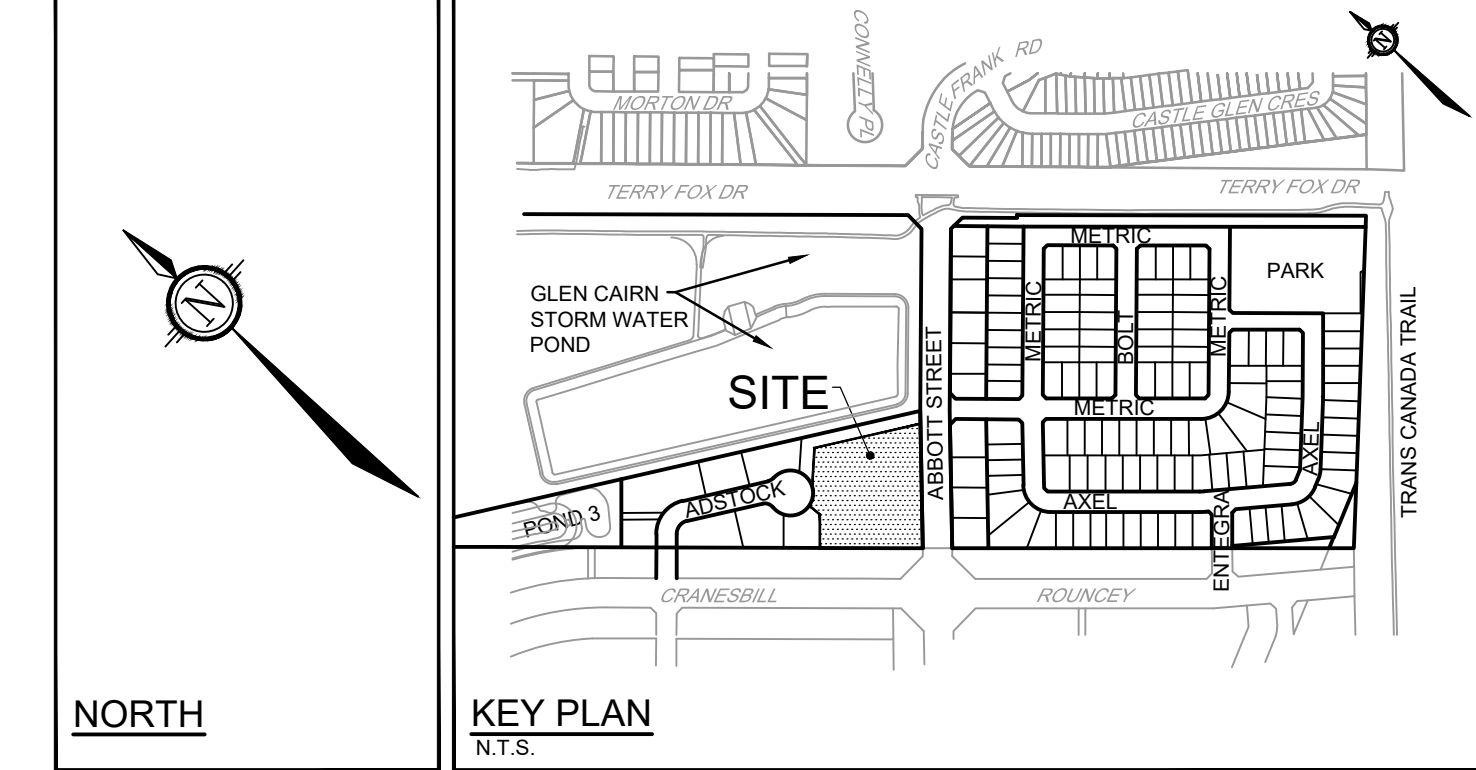 N
NORTH
CONNELLY PL
CASTLE FRANK RD
N
MORTON DR
CASTLE GLEN CRES
TERRY FOX DR
TERRY FOX DR
METRIC
PARK
GLEN CAIRN
STORM WATER
POND
METRIC
BOLT
METRIC
TRANS CANADA TRAIL
ABBOTT STREET
SITE
METRIC
AXEL
ADSTOCK
AXEL
POND 3
ENTEGRA
CRANESBILL
ROUNCEY
KEY PLAN
N.T.S.